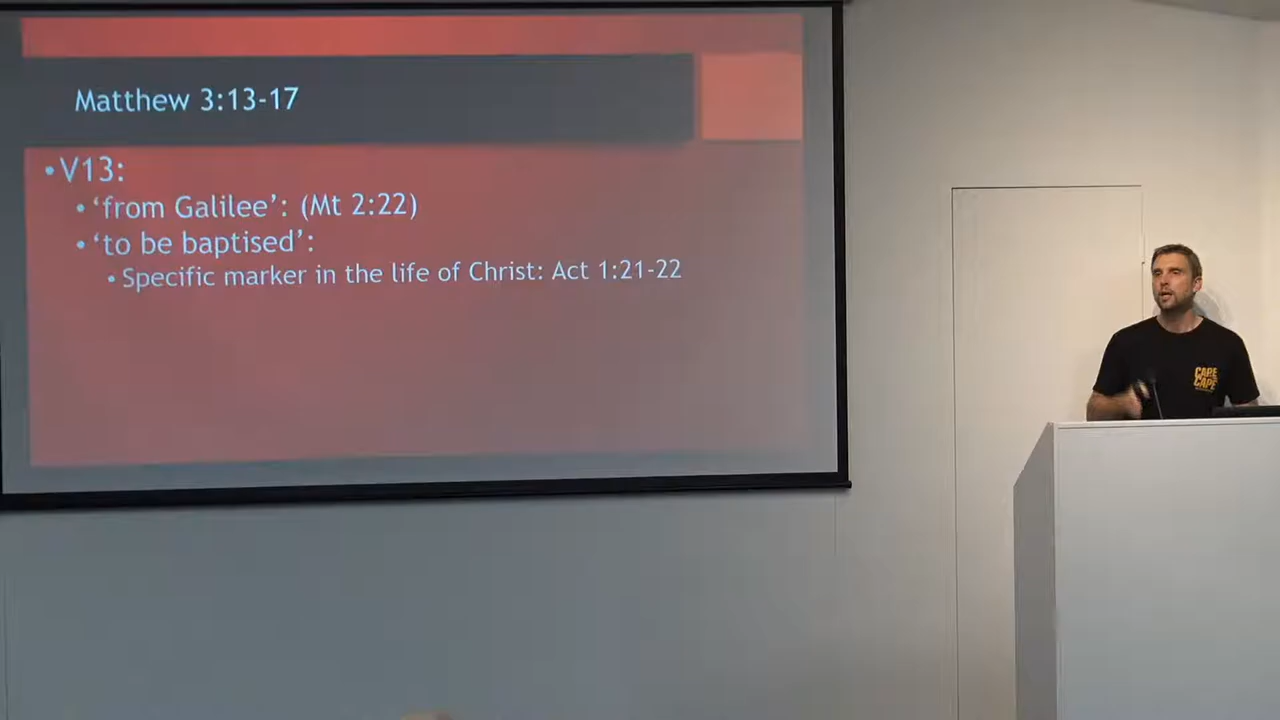 Matthew 3:13-17
•V13:
•‘from Galilee’: (Mt 2:22)
•‘to be baptised’:
•Specific marker in the life of Christ: Act 1:21-22
CAPE
CAPE